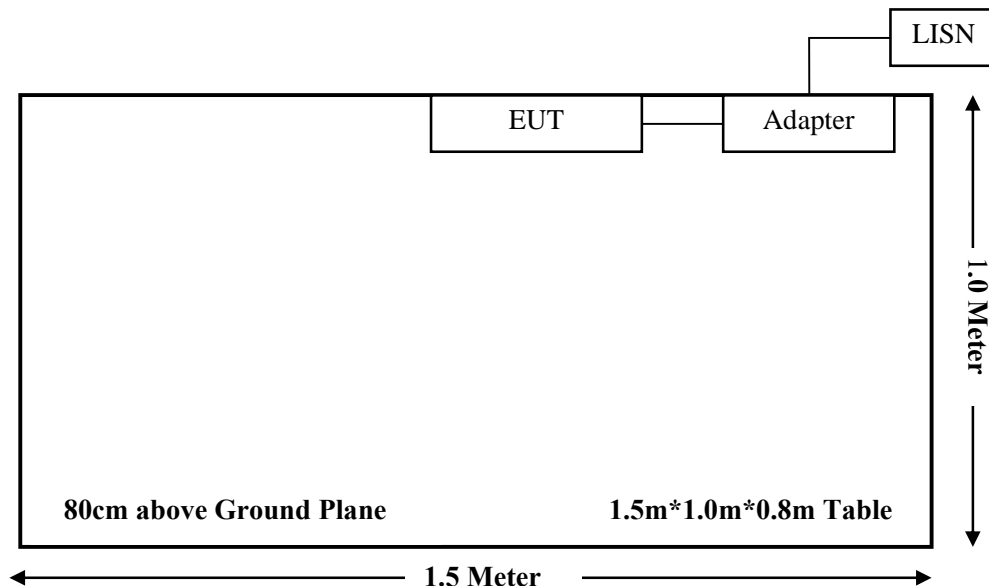 LISN
EUT
Adapter
1.0 Meter
80cm above Ground Plane
1.5m*1.0m*0.8m Table
1.5 Meter